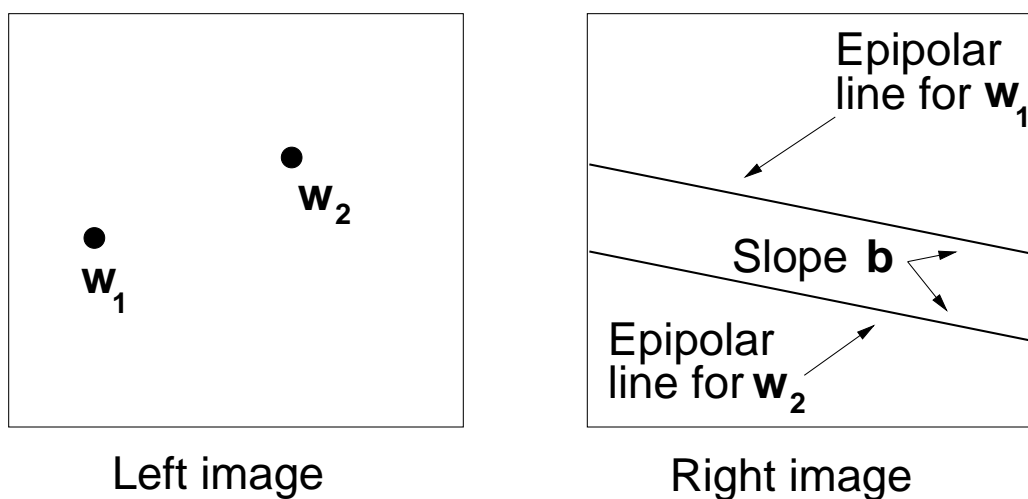 w1
w2
Left image
Epipolar
line for w1
Slope b
Epipolar
line for w2
Right image